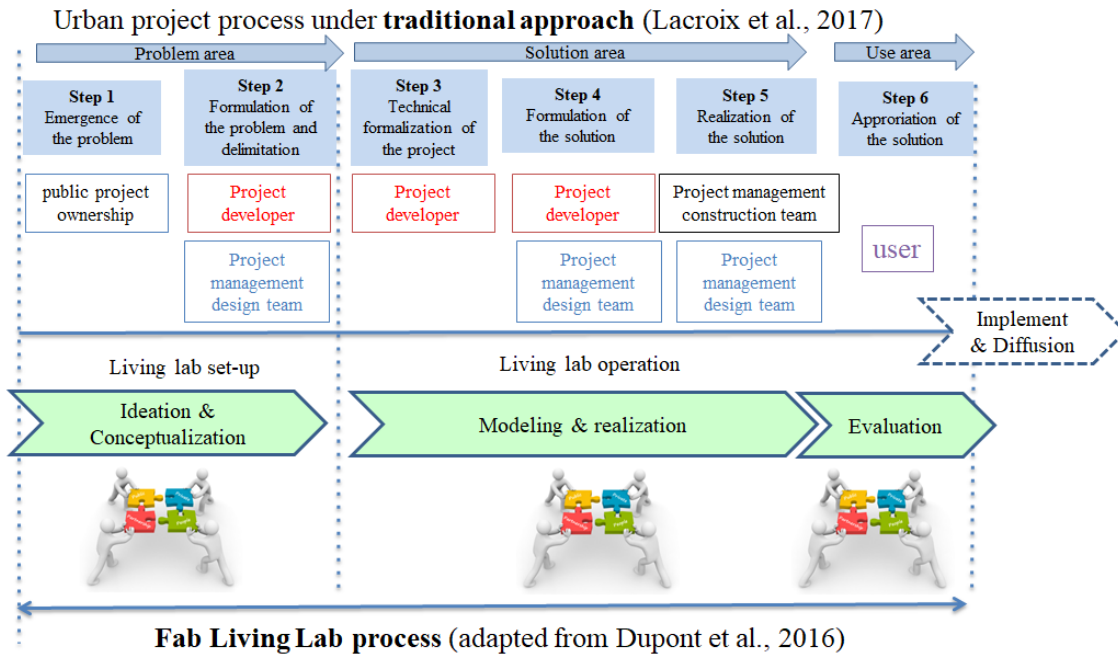 Urban project process under traditional approach (Lacroix et al., 2017)
Problem area
Solution area
Use area
Step 1
Emergence of
the problem
Step 2
Formulation of
the problem and
delimitation
Step 3
Technical
formalization of
the project
Step 4
Formulation of
the solution
Step 5
Realization of
the solution
Step 6
Approriation of
the solution
public project
ownership
Project
developer
Project
developer
Project
developer
Project management
construction team
Project
management
design team
Project
management
design team
Project
management
design team
user
Implement
& Diffusion
Living lab set-up
Living lab operation
Ideation &
Conceptualization
Modeling & realization
Evaluation
Fab Living Lab process (adapted from Dupont et al., 2016)